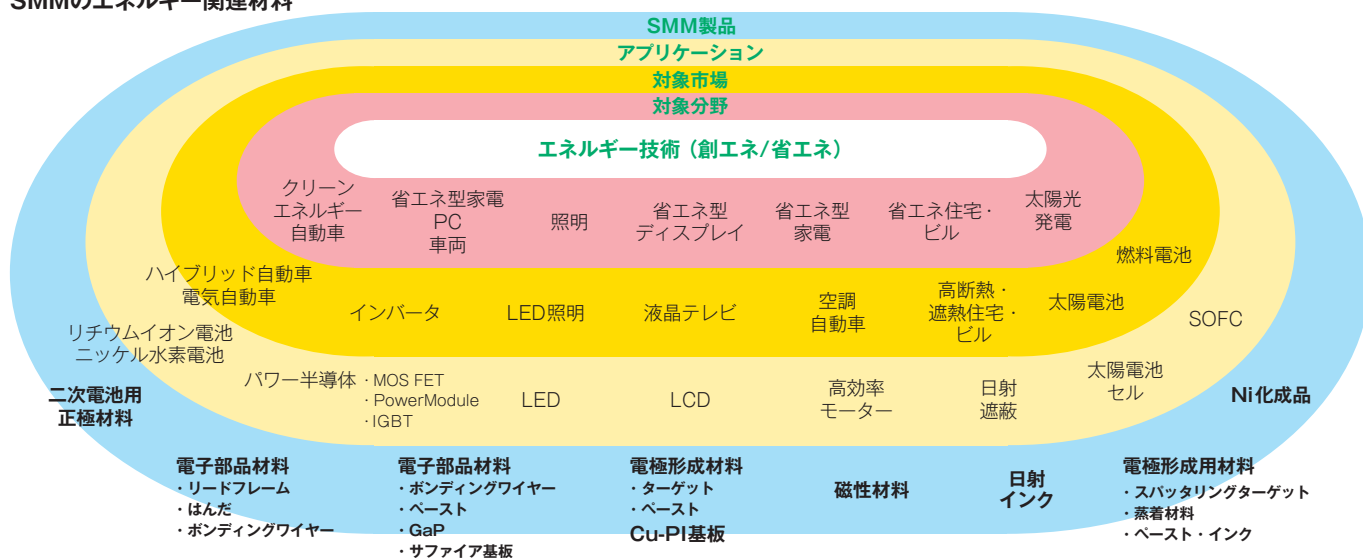 SMMのエネルギー関連材料
SMM製品
アプリケーション
対象市場
対象分野
エネルギー技術（創エネ/省エネ）
クリーン
エネルギー
自動車
省エネ型家電
PC
車両
照明
省エネ型
ディスプレイ
省エネ型
家電
省エネ住宅・
ビル
太陽光
発電
ハイブリッド自動車
電気自動車
インバータ
LED照明
液晶テレビ
空調
自動車
高断熱・
遮熱住宅・
ビル
太陽電池
燃料電池
リチウムイオン電池
ニッケル水素電池
パワー半導体
・MOS FET
・PowerModule
・IGBT
LED
LCD
高効率
モーター
日射
遮蔽
太陽電池
セル
SOFC
二次電池用
正極材料
電子部品材料
・リードフレーム
・はんだ
・ボンディングワイヤー
電子部品材料
・ボンディングワイヤー
・ペースト
・GaP
・サファイア基板
電極形成材料
・ターゲット
・ペースト
Cu-PI基板
磁性材料
日射
インク
電極形成用材料
・スパッタリングターゲット
・蒸着材料
・ペースト・インク
Ni化成品